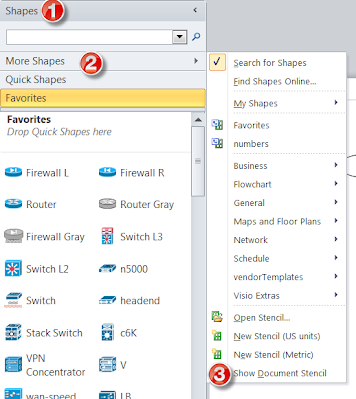 Shapes 1
More Shapes 2
Quick Shapes
Favorites
Favorites
Drop Quick Shapes here
Firewall L
Firewall R
Router
Router Gray
Firewall Gray
Switch L3
Switch L2
n5000
Switch
headend
Stack Switch
c6K
VPN
Concentrator
V
wan-speed
LB
Search for Shapes
Find Shapes Online...
My Shapes
Favorites
numbers
Business
Flowchart
General
Maps and Floor Plans
Network
Schedule
vendorTemplates
Visio Extras
Open Stencil...
New Stencil (US units)
New Stencil (Metric)
3 Show Document Stencil